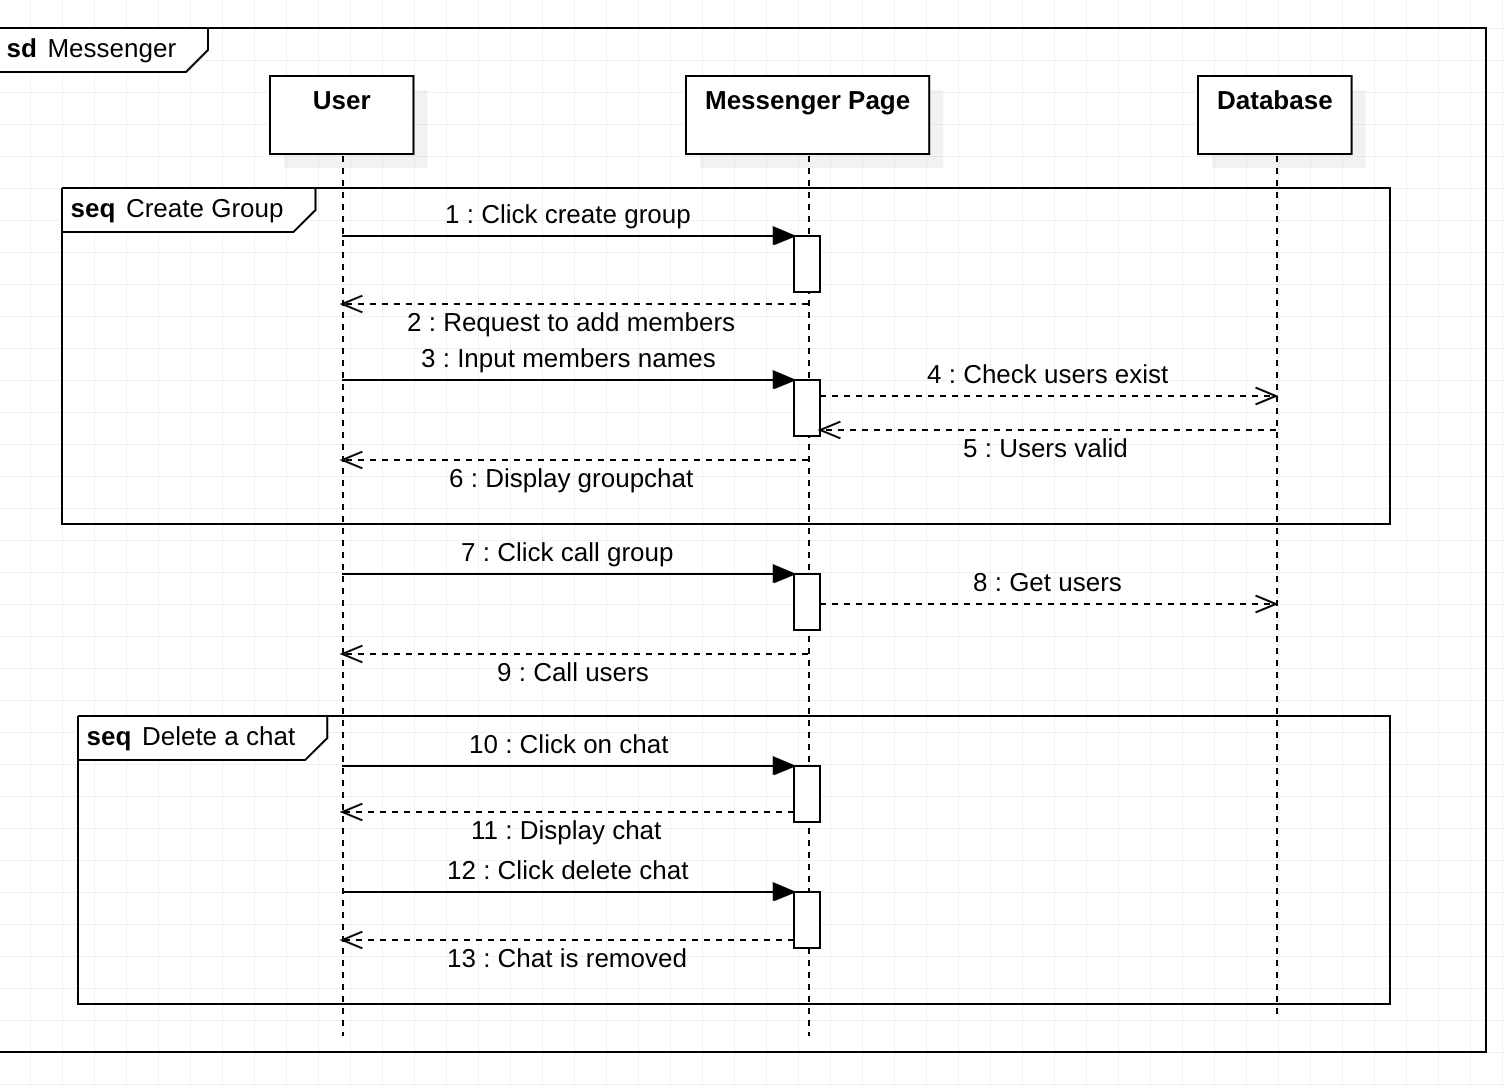 sd Messenger
User
Messenger Page
Database
seq Create Group
1 : Click create group
2 : Request to add members
3 : Input members names
4 : Check users exist
5 : Users valid
6 : Display groupchat
7 : Click call group
8 : Get users
9 : Call users
seq Delete a chat
10 : Click on chat
11 : Display chat
12 : Click delete chat
13 : Chat is removed